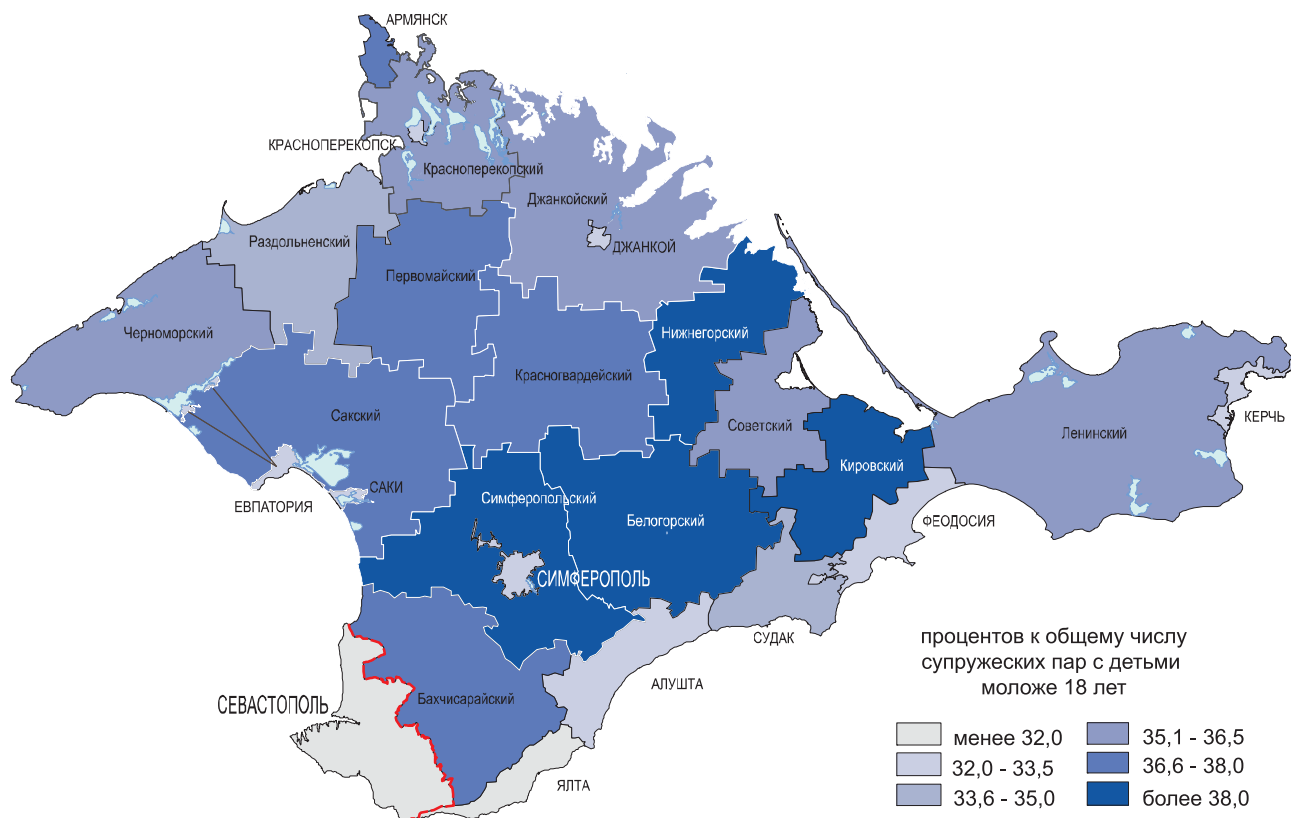 АРМЯНСК
КРАСНОПЕРЕКОПСК
Красноперекопский
Джанкойский
Раздольненский
ДЖАНКОЙ
Первомайский
Черноморский
Нижнегорский
Красногвардейский
Сакский
Советский
Ленинский
КЕРЧЬ
Кировский
САКИ
ЕВПАТОРИЯ
Симферопольский
Белогорский
ФЕОДОСИЯ
СИМФЕРОПОЛЬ
СУДАК
АЛУШТА
СЕВАСТОПОЛЬ
Бахчисарайский
ЯЛТА
процентов к общему числу
супружеских пар с детьми
моложе 18 лет
менее 32,0
32,0 - 33,5
33,6 - 35,0
35,1 - 36,5
36,6 - 38,0
более 38,0